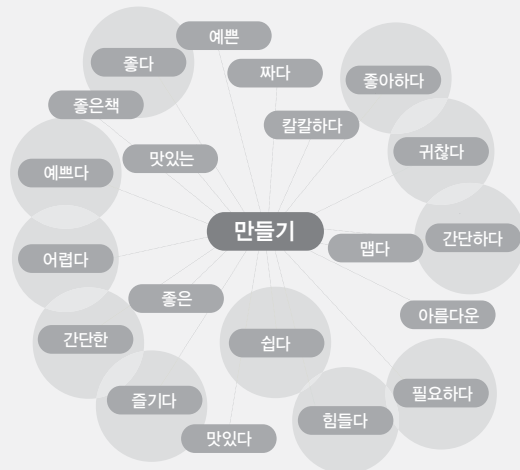 예쁜
좋다
짜다
좋아하다
좋은책
칼칼하다
맛있는
귀찮다
예쁘다
만들기
맵다
간단하다
어렵다
좋은
아름다운
간단한
쉽다
즐기다
필요하다
힘들다
맛있다